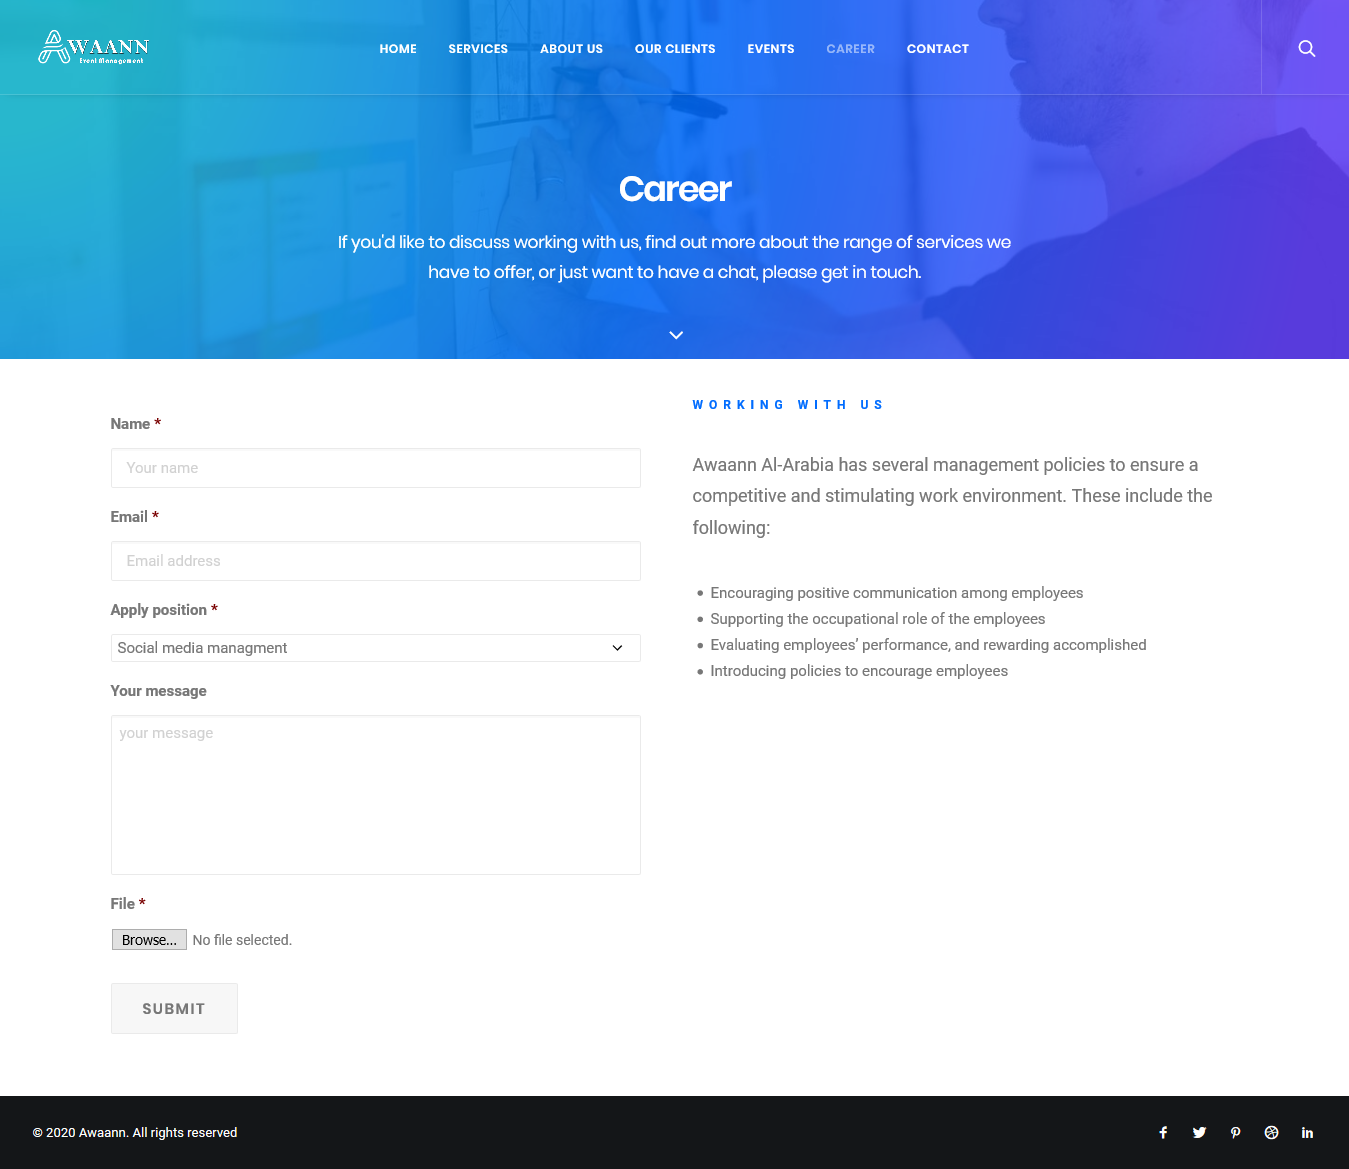 AWAANN
Event Management
HOME
SERVICES
ABOUT US
OUR CLIENTS
EVENTS
CAREER
CONTACT
Career
If you'd like to discuss working with us, find out more about the range of services we
have to offer, or just want to have a chat, please get in touch.
Name *
Your name
Email *
Email address
Apply position *
Social media managment
Your message
your message
File *
Browse... No file selected.
SUBMIT
WORKING WITH US
Awaann Al-Arabia has several management policies to ensure a
competitive and stimulating work environment. These include the
following:
• Encouraging positive communication among employees
• Supporting the occupational role of the employees
• Evaluating employees’ performance, and rewarding accomplished
• Introducing policies to encourage employees
© 2020 Awaann. All rights reserved